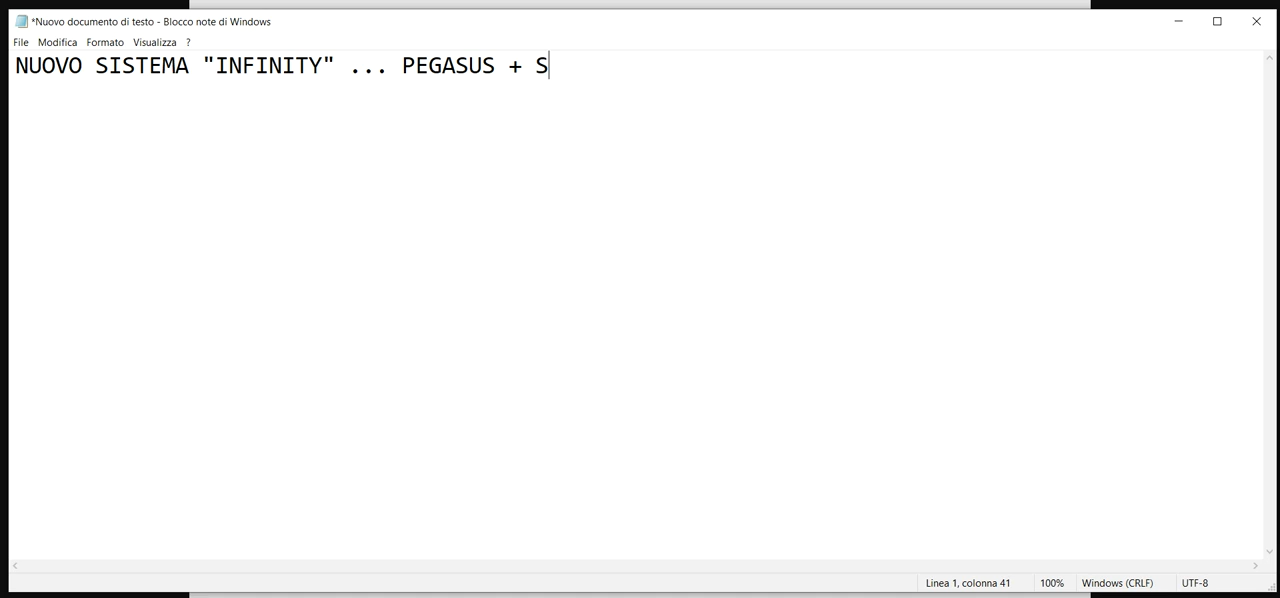 *Nuovo documento di testo - Blocco note di Windows
File Modifica Formato Visualizza ?
NUOVO SISTEMA "INFINITY" ... PEGASUS + S
Linea 1, colonna 41 100% Windows (CRLF) UTF-8